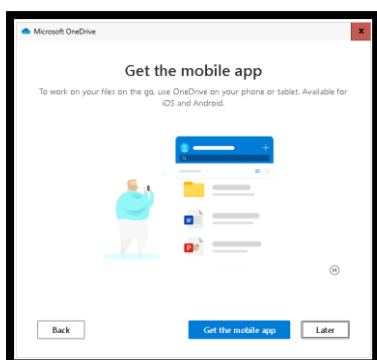 Microsoft OneDrive
Get the mobile app
To work on your files on the go, use OneDrive on your phone or tablet. Available for
iOS and Android.
W
P
Back
Get the mobile app
Later